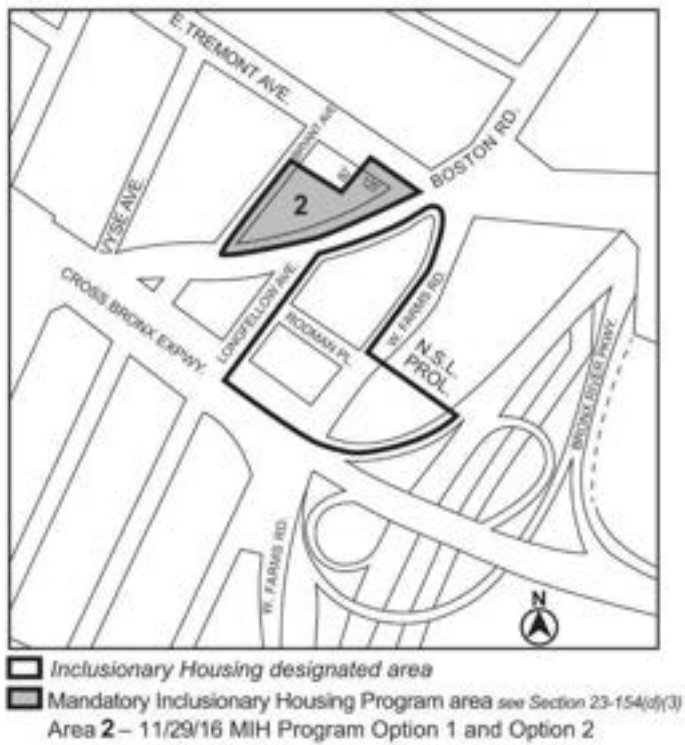 E. TREMONT AVE.
BRYANT AVE.
BOSTON RD.
VYSE AVE.
2
CROSS BRONX EXPWY.
LONGFELLOW AVE.
RODMAN PL.
W. FARMS RD.
N.S.L.
PROL.
BRONX RIVER PKWY.
W. FARMS RD.
N
Inclusionary Housing designated area
Mandatory Inclusionary Housing Program area see Section 23-154(d)(3)
Area 2 – 11/29/16 MIH Program Option 1 and Option 2